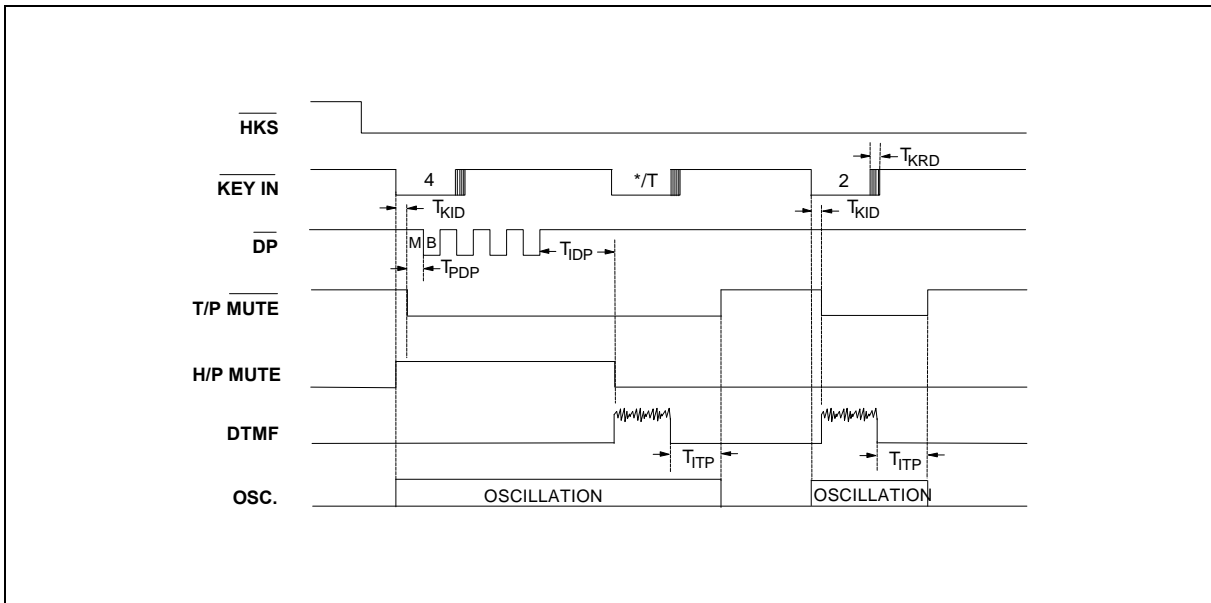 HKS
TKRD
KEY IN
4
*/T
2
TKID
TKID
DP
M B
TIDP
TPDP
T/P MUTE
H/P MUTE
DTMF
TITP
TITP
OSC.
OSCILLATION
OSCILLATION